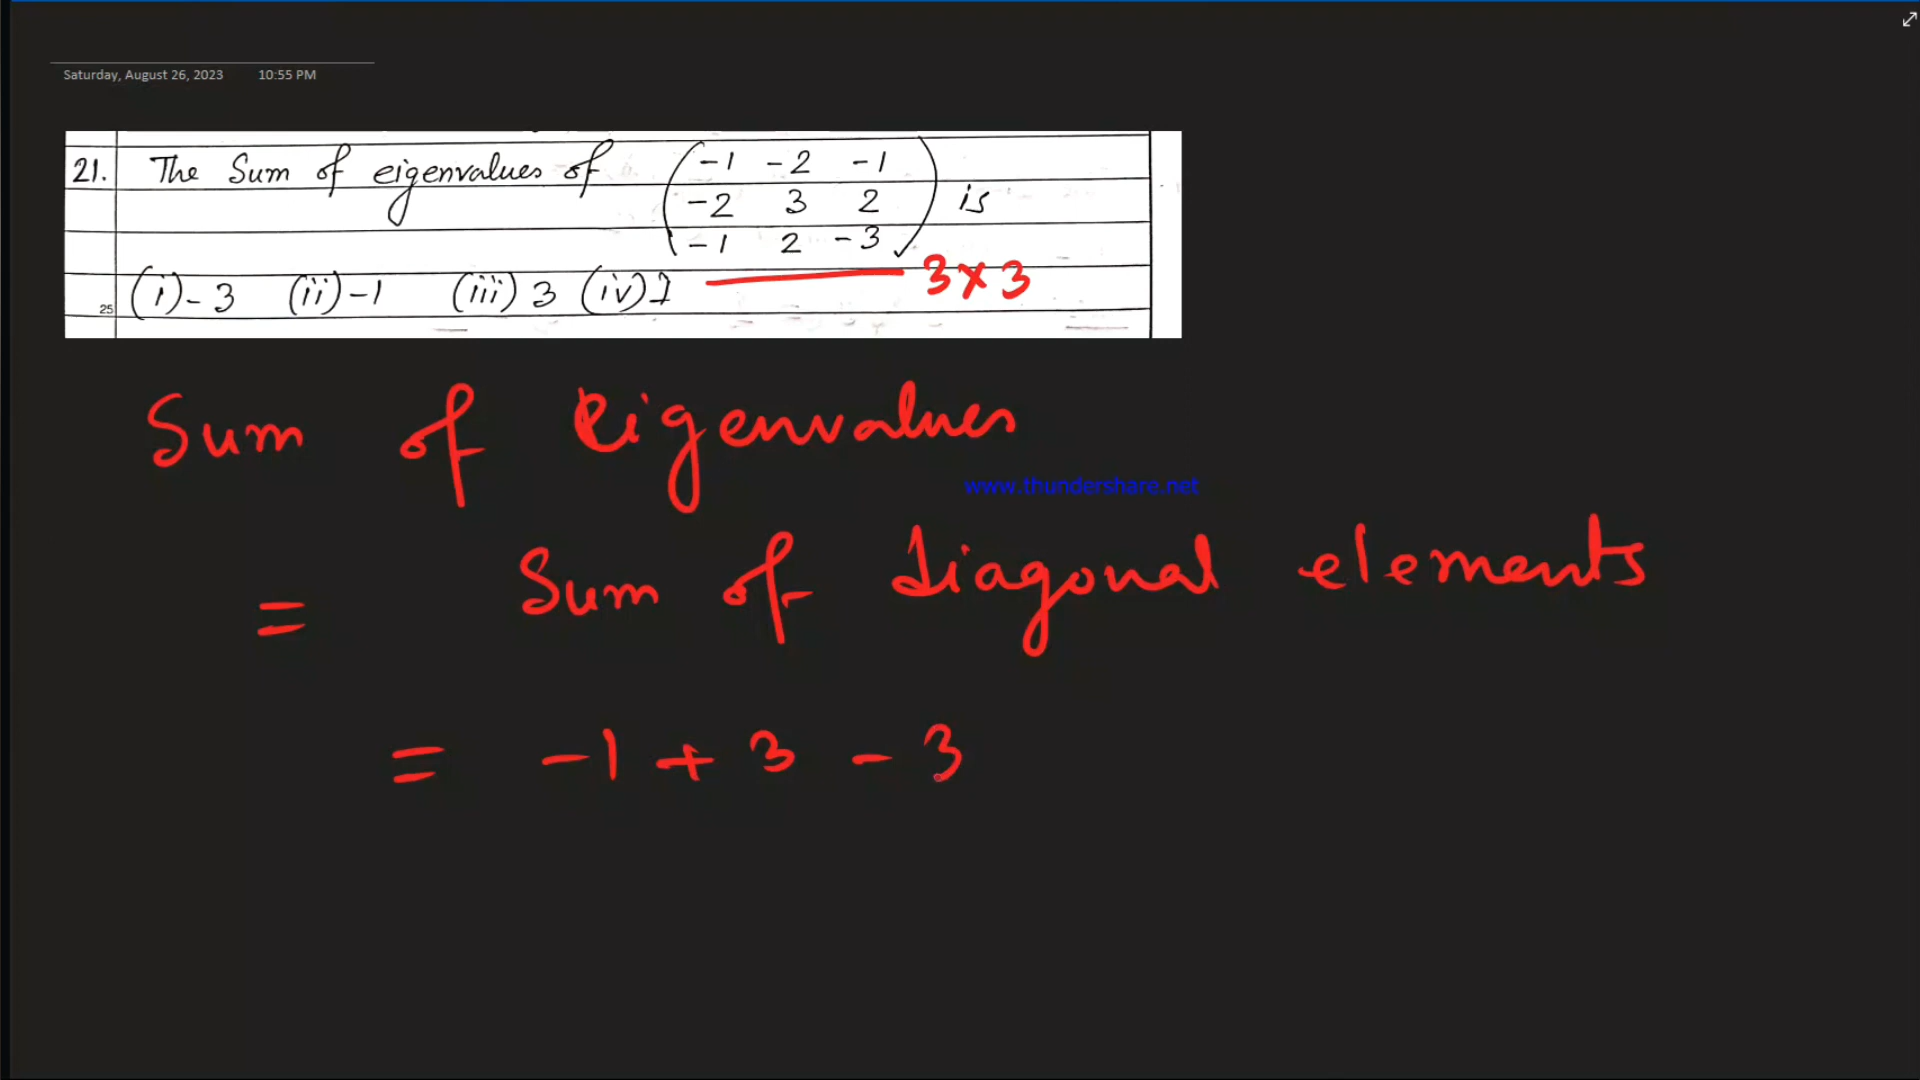 Saturday, August 26, 2023 10:55 PM
21. The Sum of eigenvalues of
-1 -2 -1
-2 3 2 is
-1 2 -3
3x3
25 (i)-3 (ii)-1 (iii) 3 (iv)1
Sum of Eigenvalues
www.thundershare.net
= Sum of diagonal elements
= -1 + 3 - 3